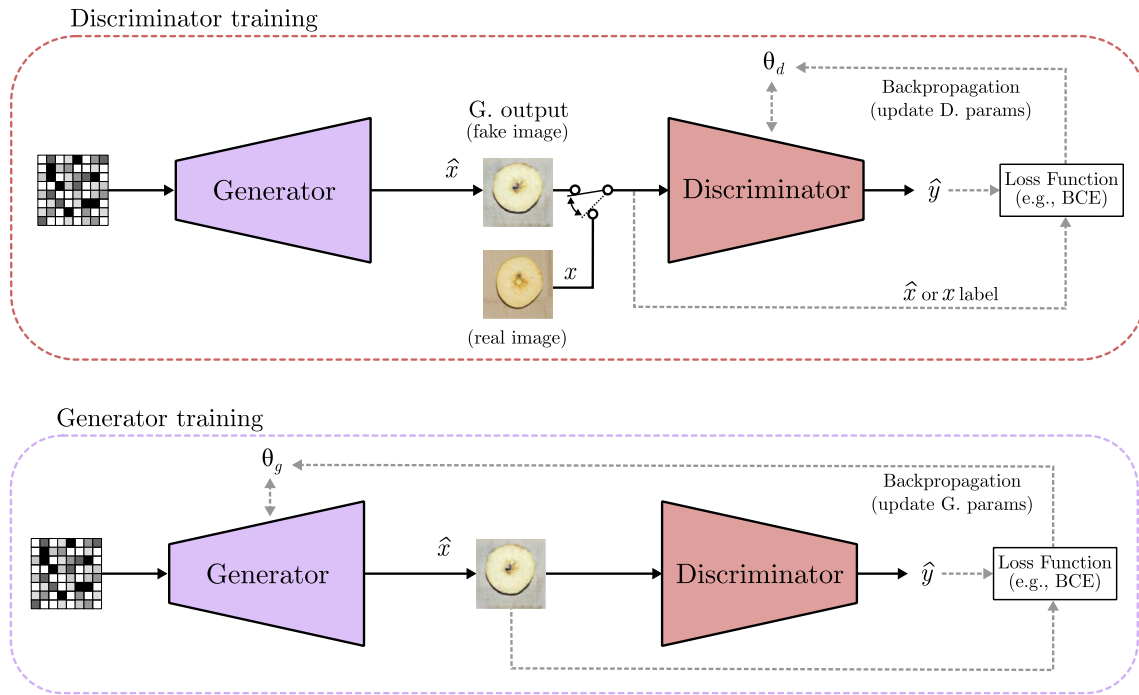 Discriminator training
θd
Backpropagation
(update D. params)
G. output
(fake image)
x̂
Generator
Discriminator
ŷ
Loss Function
(e.g., BCE)
x
x̂ or x label
(real image)
Generator training
θg
Backpropagation
(update G. params)
x̂
Generator
Discriminator
ŷ
Loss Function
(e.g., BCE)